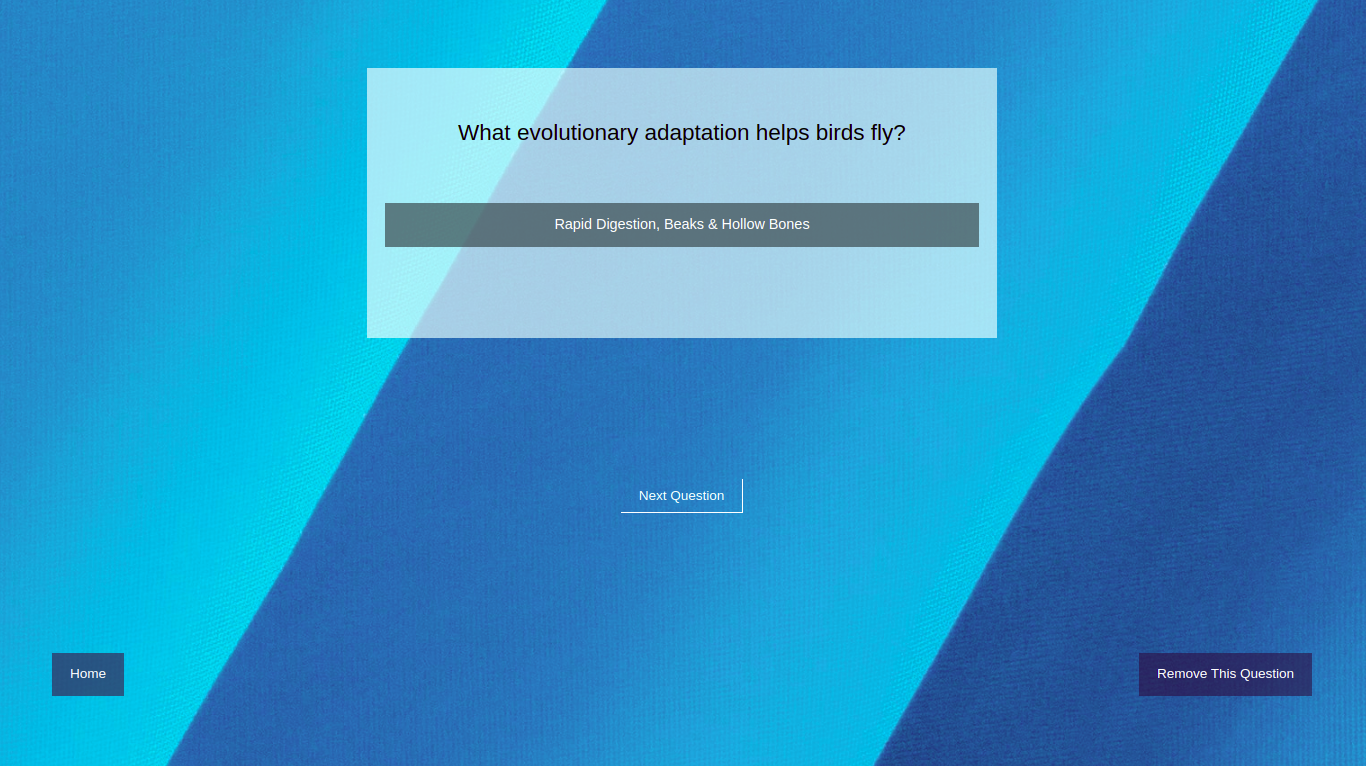 What evolutionary adaptation helps birds fly?
Rapid Digestion, Beaks & Hollow Bones
Next Question
Home
Remove This Question